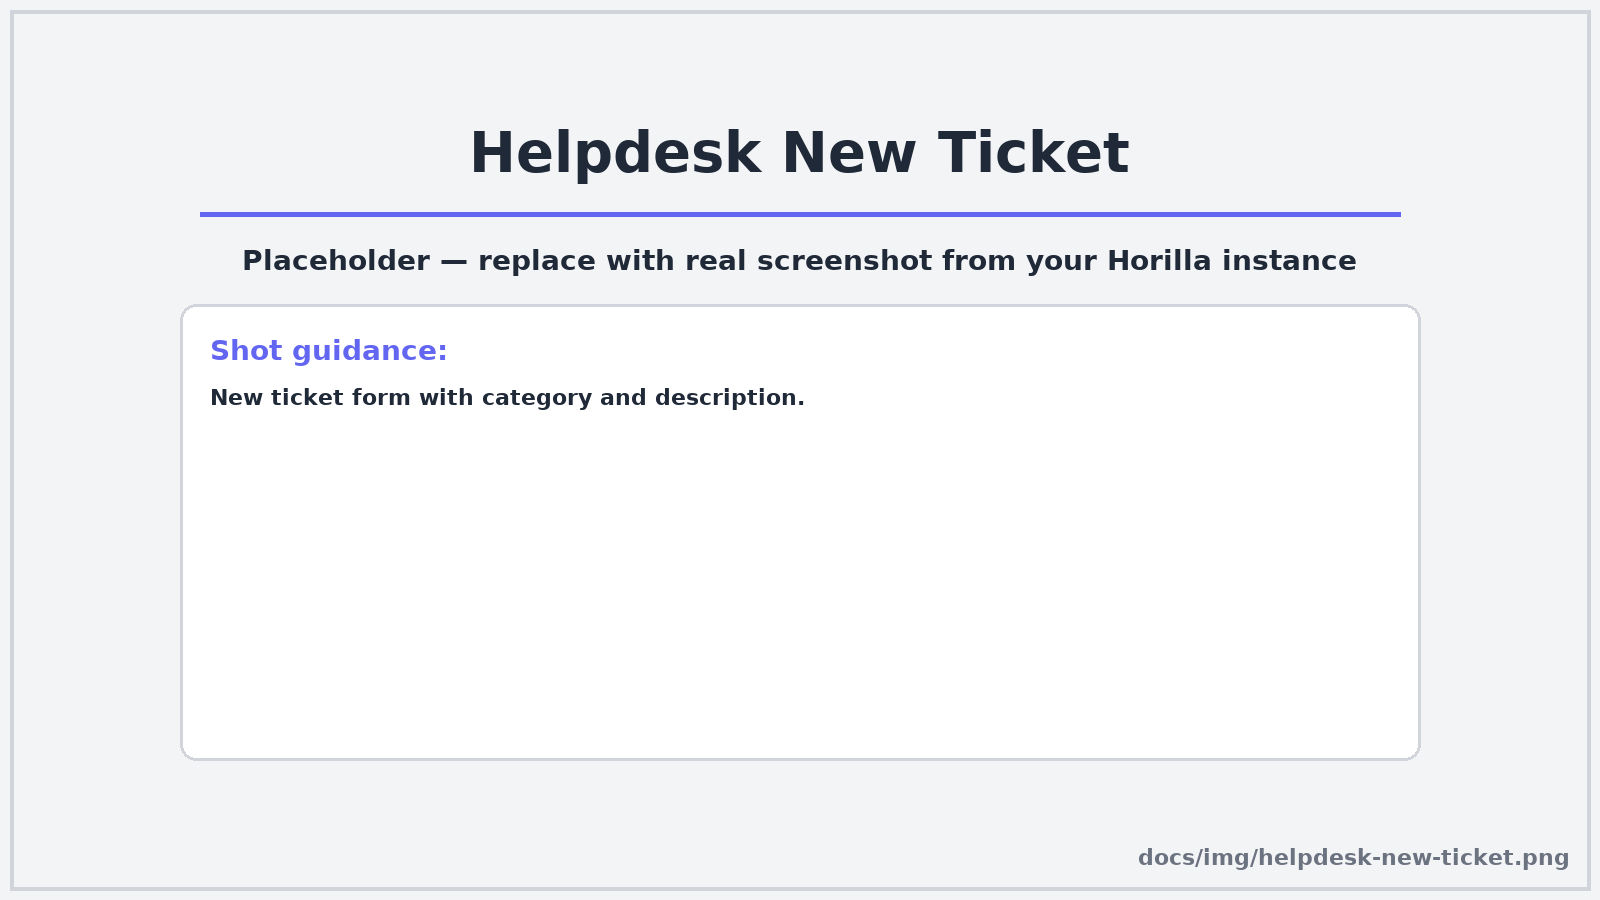 Helpdesk New Ticket
Placeholder — replace with real screenshot from your Horilla instance
Shot guidance:
New ticket form with category and description.
docs/img/helpdesk-new-ticket.png